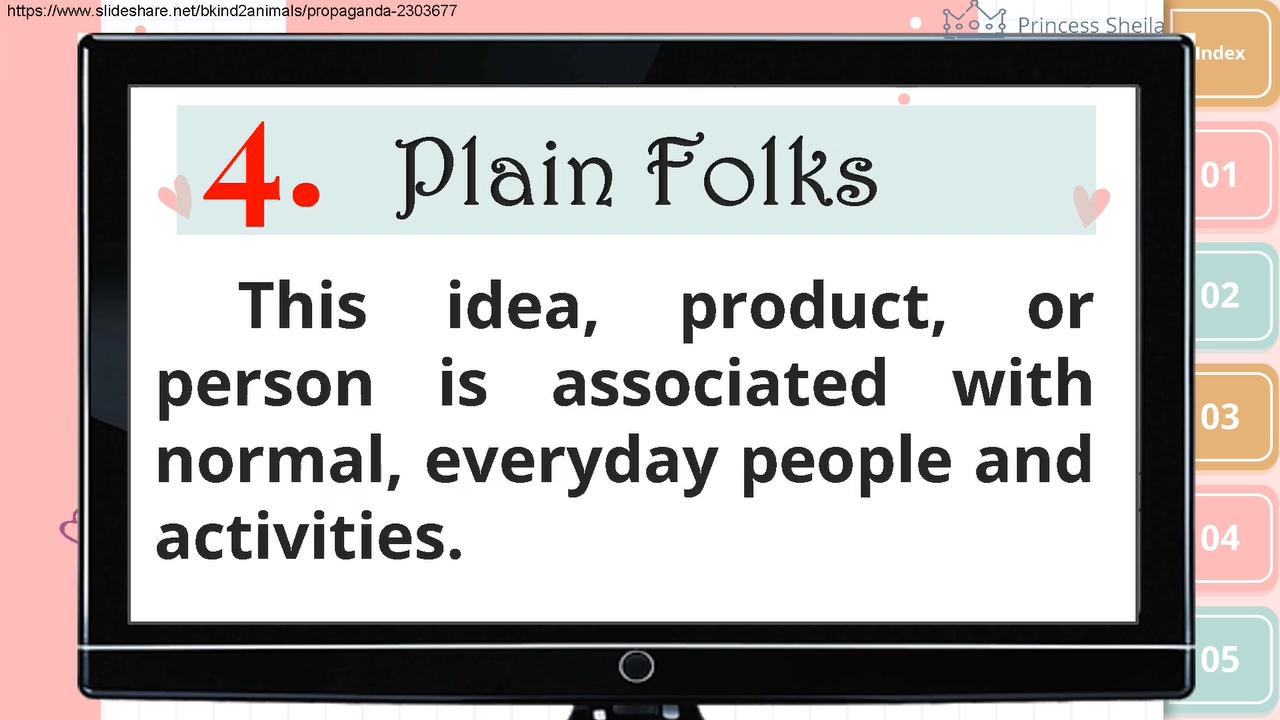 https://www.slideshare.net/bkind2animals/propaganda-2303677
Princess Sheila
Index
4. Plain Folks
This idea, product, or
person is associated with
normal, everyday people and
activities.
01
02
03
04
05